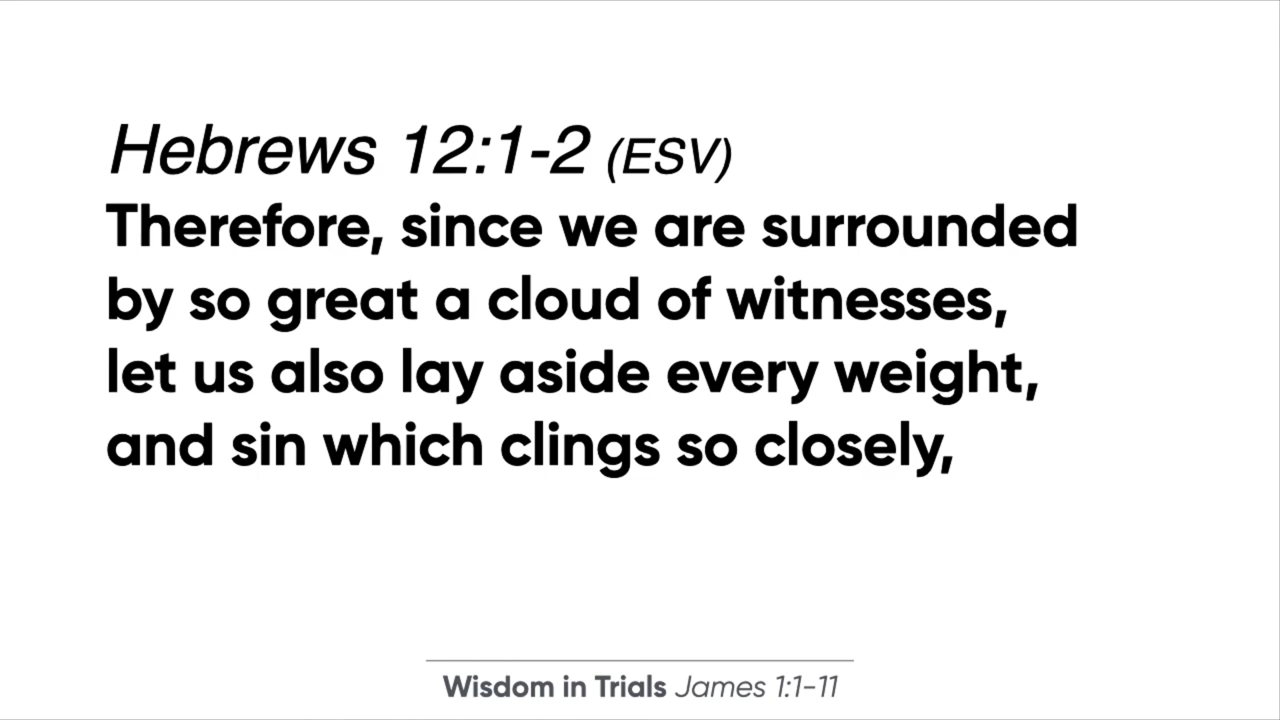 Hebrews 12:1-2 (ESV)
Therefore, since we are surrounded
by so great a cloud of witnesses,
let us also lay aside every weight,
and sin which clings so closely,
Wisdom in Trials James 1:1-11